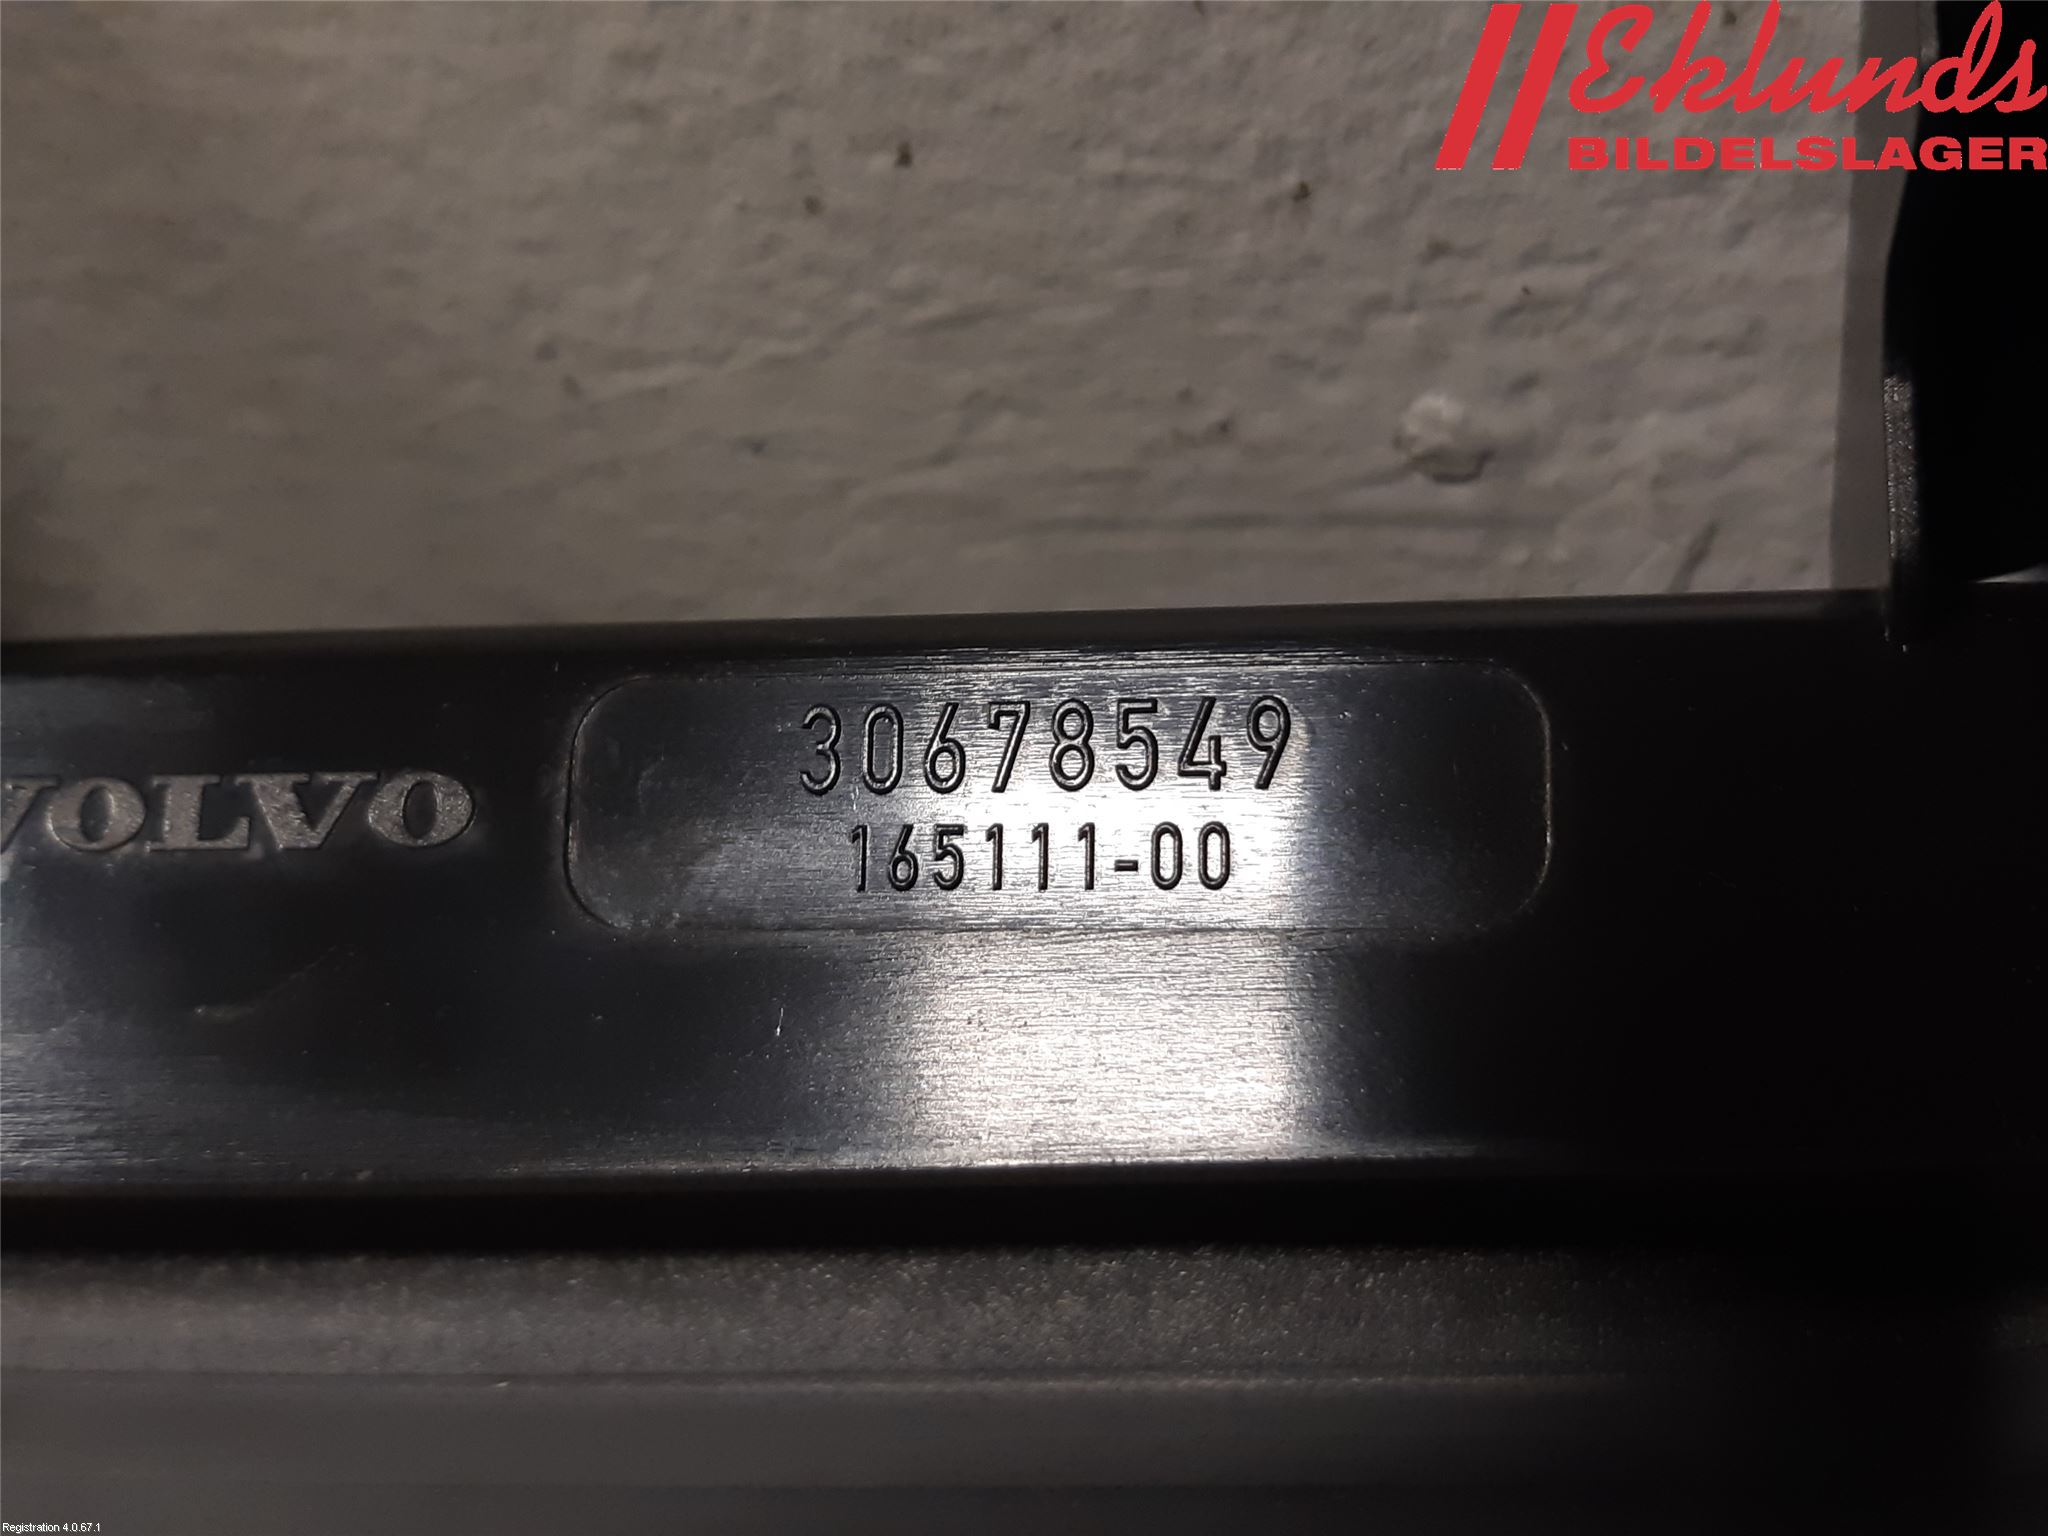 Eklunds
BILDELSLAGER
30678549
VOLVO
165111-00
Registration 4.0.67.1